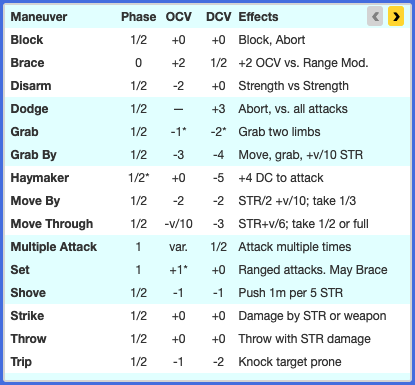 Maneuver Phase OCV DCV Effects < >
Block 1/2 +0 +0 Block, Abort
Brace 0 +2 1/2 +2 OCV vs. Range Mod.
Disarm 1/2 -2 +0 Strength vs Strength
Dodge 1/2 — +3 Abort, vs. all attacks
Grab 1/2 -1* -2* Grab two limbs
Grab By 1/2 -3 -4 Move, grab, +v/10 STR
Haymaker 1/2* +0 -5 +4 DC to attack
Move By 1/2 -2 -2 STR/2 +v/10; take 1/3
Move Through 1/2 -v/10 -3 STR+v/6; take 1/2 or full
Multiple Attack 1 var. 1/2 Attack multiple times
Set 1 +1* +0 Ranged attacks. May Brace
Shove 1/2 -1 -1 Push 1m per 5 STR
Strike 1/2 +0 +0 Damage by STR or weapon
Throw 1/2 +0 +0 Throw with STR damage
Trip 1/2 -1 -2 Knock target prone